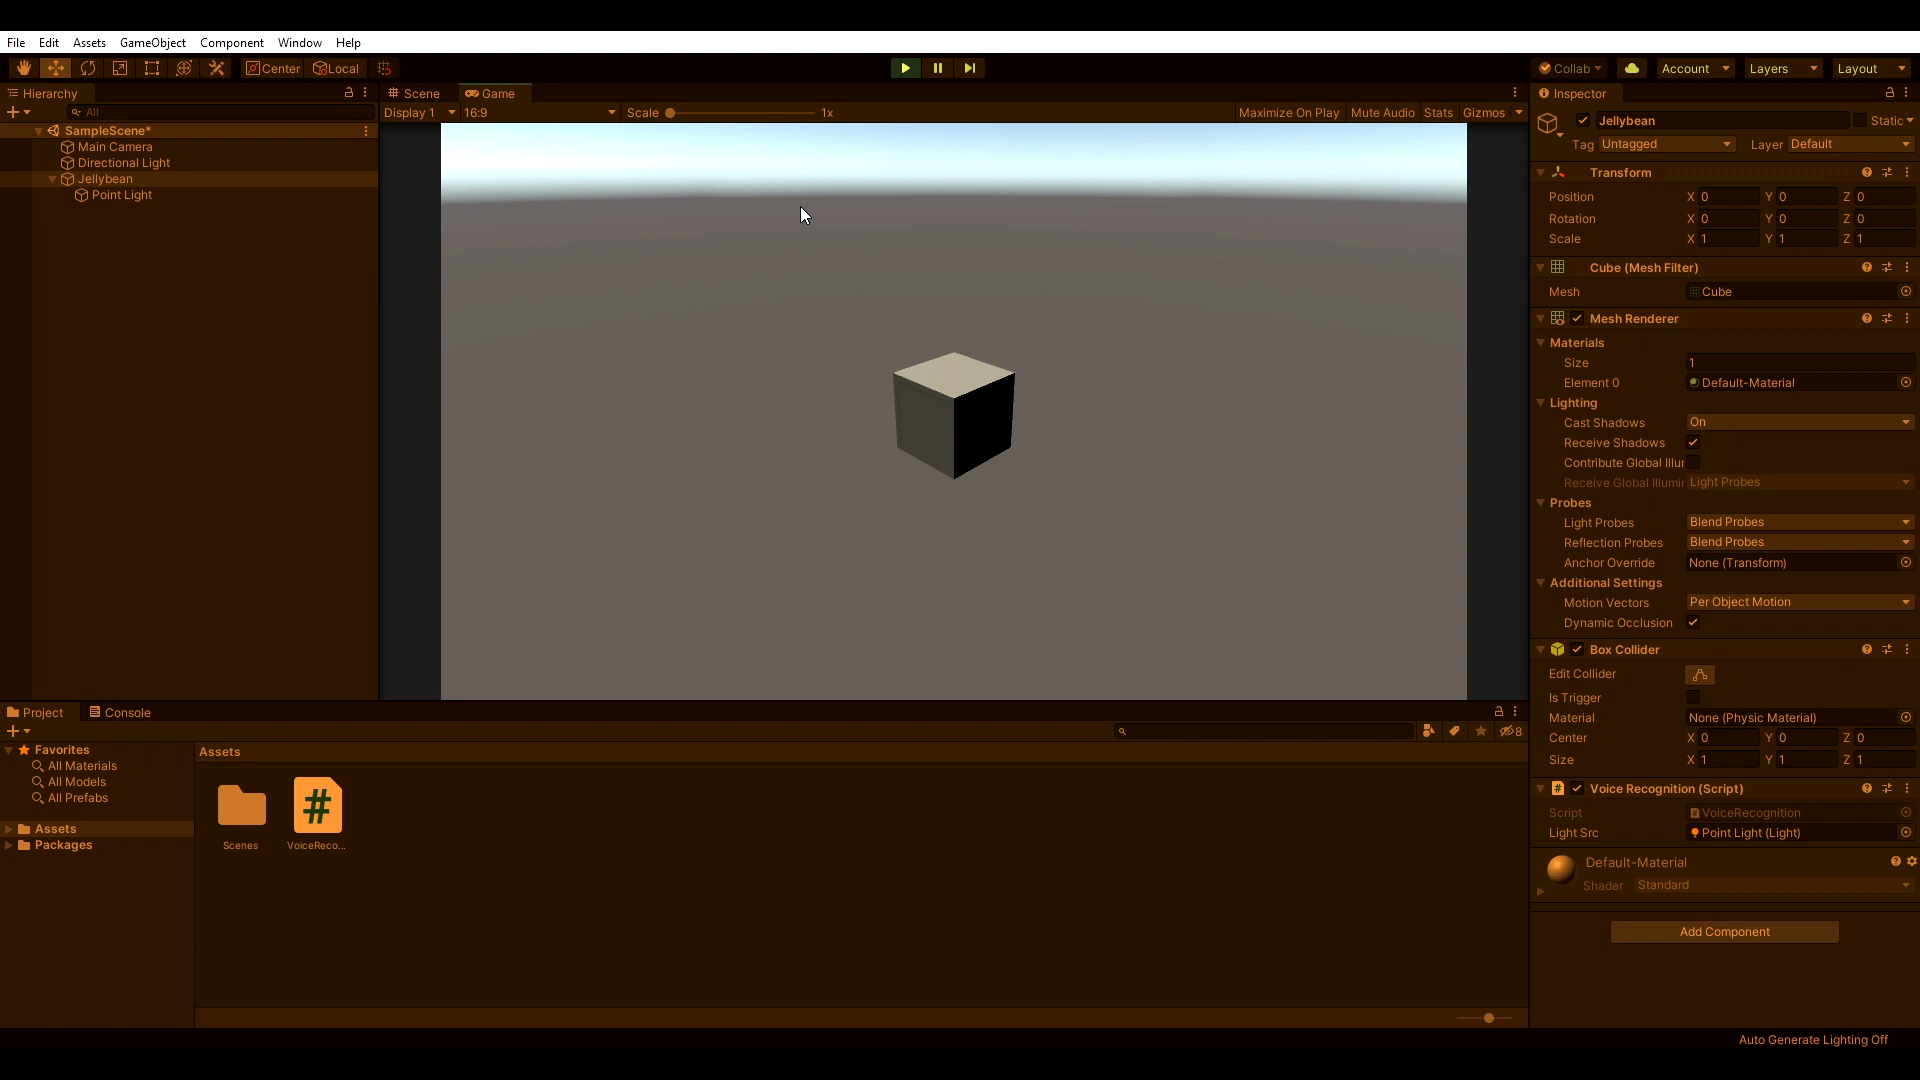 File Edit Assets GameObject Component Window Help
Center Local
Collab Account Layers Layout
Hierarchy
All
SampleScene*
Main Camera
Directional Light
Jellybean
Point Light
Scene Game
Display 1 16:9 Scale 1x Maximize On Play Mute Audio Stats Gizmos
Inspector
Jellybean Static
Tag Untagged Layer Default
Transform
Position X 0 Y 0 Z 0
Rotation X 0 Y 0 Z 0
Scale X 1 Y 1 Z 1
Cube (Mesh Filter)
Mesh Cube
Mesh Renderer
Materials
Size 1
Element 0 Default-Material
Lighting
Cast Shadows On
Receive Shadows
Contribute Global Illur
Receive Global Illumir Light Probes
Probes
Light Probes Blend Probes
Reflection Probes Blend Probes
Anchor Override None (Transform)
Additional Settings
Motion Vectors Per Object Motion
Dynamic Occlusion
Box Collider
Edit Collider
Is Trigger
Material None (Physic Material)
Center X 0 Y 0 Z 0
Size X 1 Y 1 Z 1
Voice Recognition (Script)
Script VoiceRecognition
Light Src Point Light (Light)
Default-Material
Shader Standard
Add Component
Project Console
8
Favorites
All Materials
All Models
All Prefabs
Assets
Packages
Assets
#
Scenes VoiceReco...
Auto Generate Lighting Off